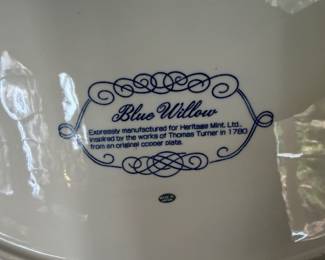 Blue Willow
Expressly manufactured for Heritage Mint, Ltd.,
inspired by the works of Thomas Turner in 1780
from an original copper plate.